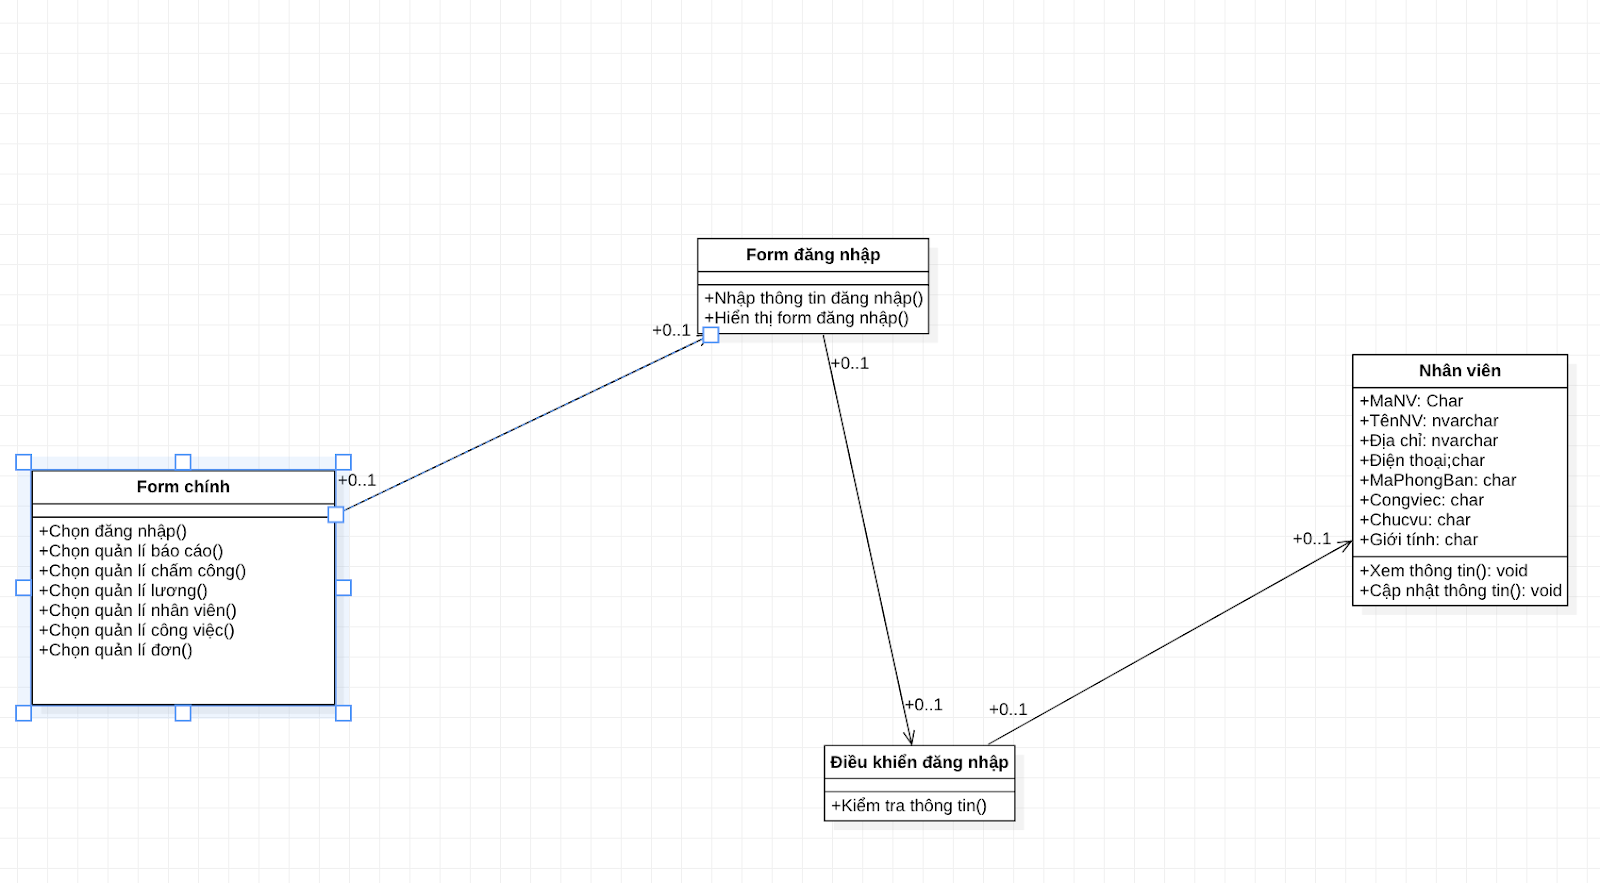 Form đăng nhập
+Nhập thông tin đăng nhập()
+Hiển thị form đăng nhập()
+0..1
+0..1
Nhân viên
+MaNV: Char
+TênNV: nvarchar
+Địa chỉ: nvarchar
+Điện thoại;char
+MaPhongBan: char
+Congviec: char
+Chucvu: char
+Giới tính: char
+Xem thông tin(): void
+Cập nhật thông tin(): void
+0..1
+0..1
Form chính
+Chọn đăng nhập()
+Chọn quản lí báo cáo()
+Chọn quản lí chấm công()
+Chọn quản lí lương()
+Chọn quản lí nhân viên()
+Chọn quản lí công việc()
+Chọn quản lí đơn()
+0..1
+0..1
Điều khiển đăng nhập
+Kiểm tra thông tin()